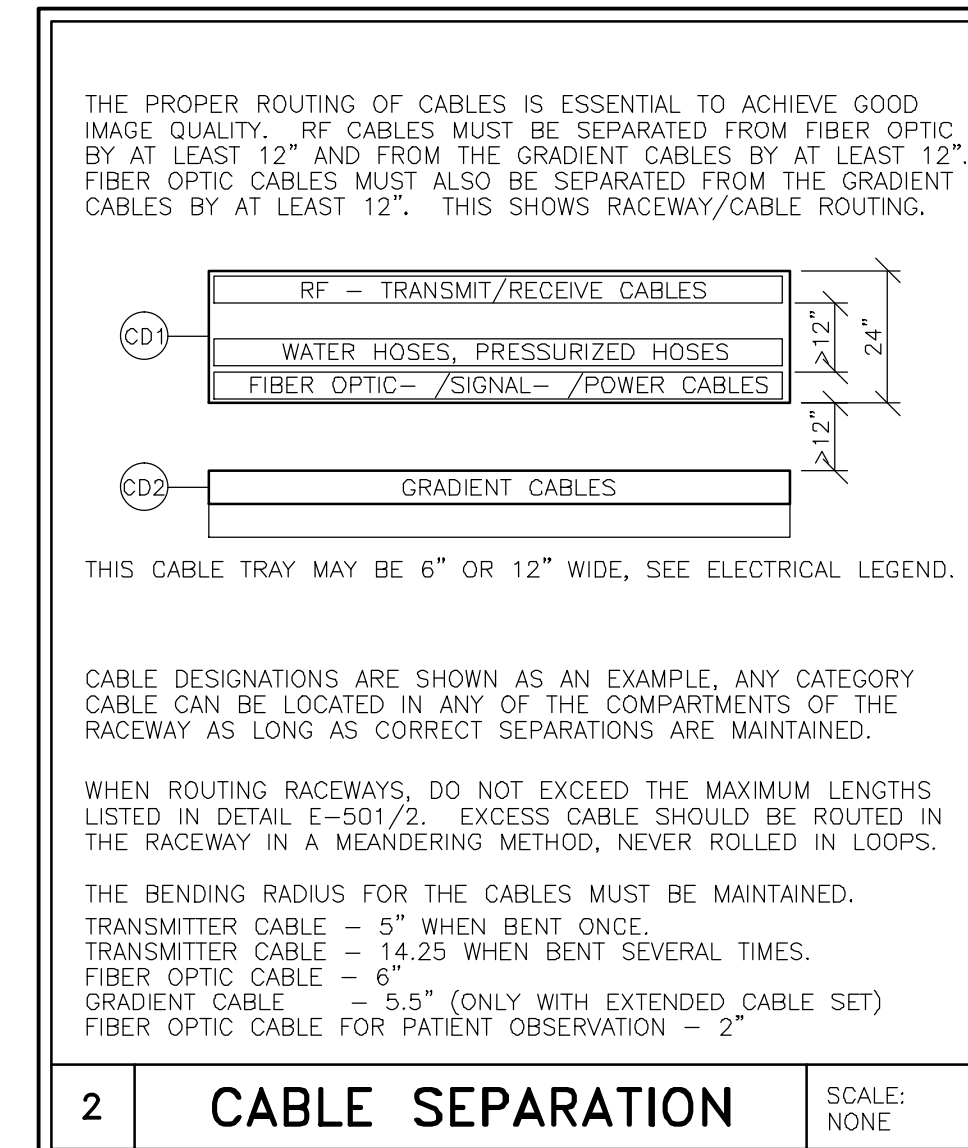 THE PROPER ROUTING OF CABLES IS ESSENTIAL TO ACHIEVE GOOD
IMAGE QUALITY. RF CABLES MUST BE SEPARATED FROM FIBER OPTIC
BY AT LEAST 12" AND FROM THE GRADIENT CABLES BY AT LEAST 12".
FIBER OPTIC CABLES MUST ALSO BE SEPARATED FROM THE GRADIENT
CABLES BY AT LEAST 12". THIS SHOWS RACEWAY/CABLE ROUTING.
RF – TRANSMIT/RECEIVE CABLES
CD1
WATER HOSES, PRESSURIZED HOSES
FIBER OPTIC– /SIGNAL– /POWER CABLES
>12"
24"
>12"
CD2
GRADIENT CABLES
THIS CABLE TRAY MAY BE 6" OR 12" WIDE, SEE ELECTRICAL LEGEND.
CABLE DESIGNATIONS ARE SHOWN AS AN EXAMPLE, ANY CATEGORY
CABLE CAN BE LOCATED IN ANY OF THE COMPARTMENTS OF THE
RACEWAY AS LONG AS CORRECT SEPARATIONS ARE MAINTAINED.
WHEN ROUTING RACEWAYS, DO NOT EXCEED THE MAXIMUM LENGTHS
LISTED IN DETAIL E–501/2. EXCESS CABLE SHOULD BE ROUTED IN
THE RACEWAY IN A MEANDERING METHOD, NEVER ROLLED IN LOOPS.
THE BENDING RADIUS FOR THE CABLES MUST BE MAINTAINED.
TRANSMITTER CABLE – 5" WHEN BENT ONCE.
TRANSMITTER CABLE – 14.25 WHEN BENT SEVERAL TIMES.
FIBER OPTIC CABLE – 6"
GRADIENT CABLE – 5.5" (ONLY WITH EXTENDED CABLE SET)
FIBER OPTIC CABLE FOR PATIENT OBSERVATION – 2"
2
CABLE SEPARATION
SCALE:
NONE